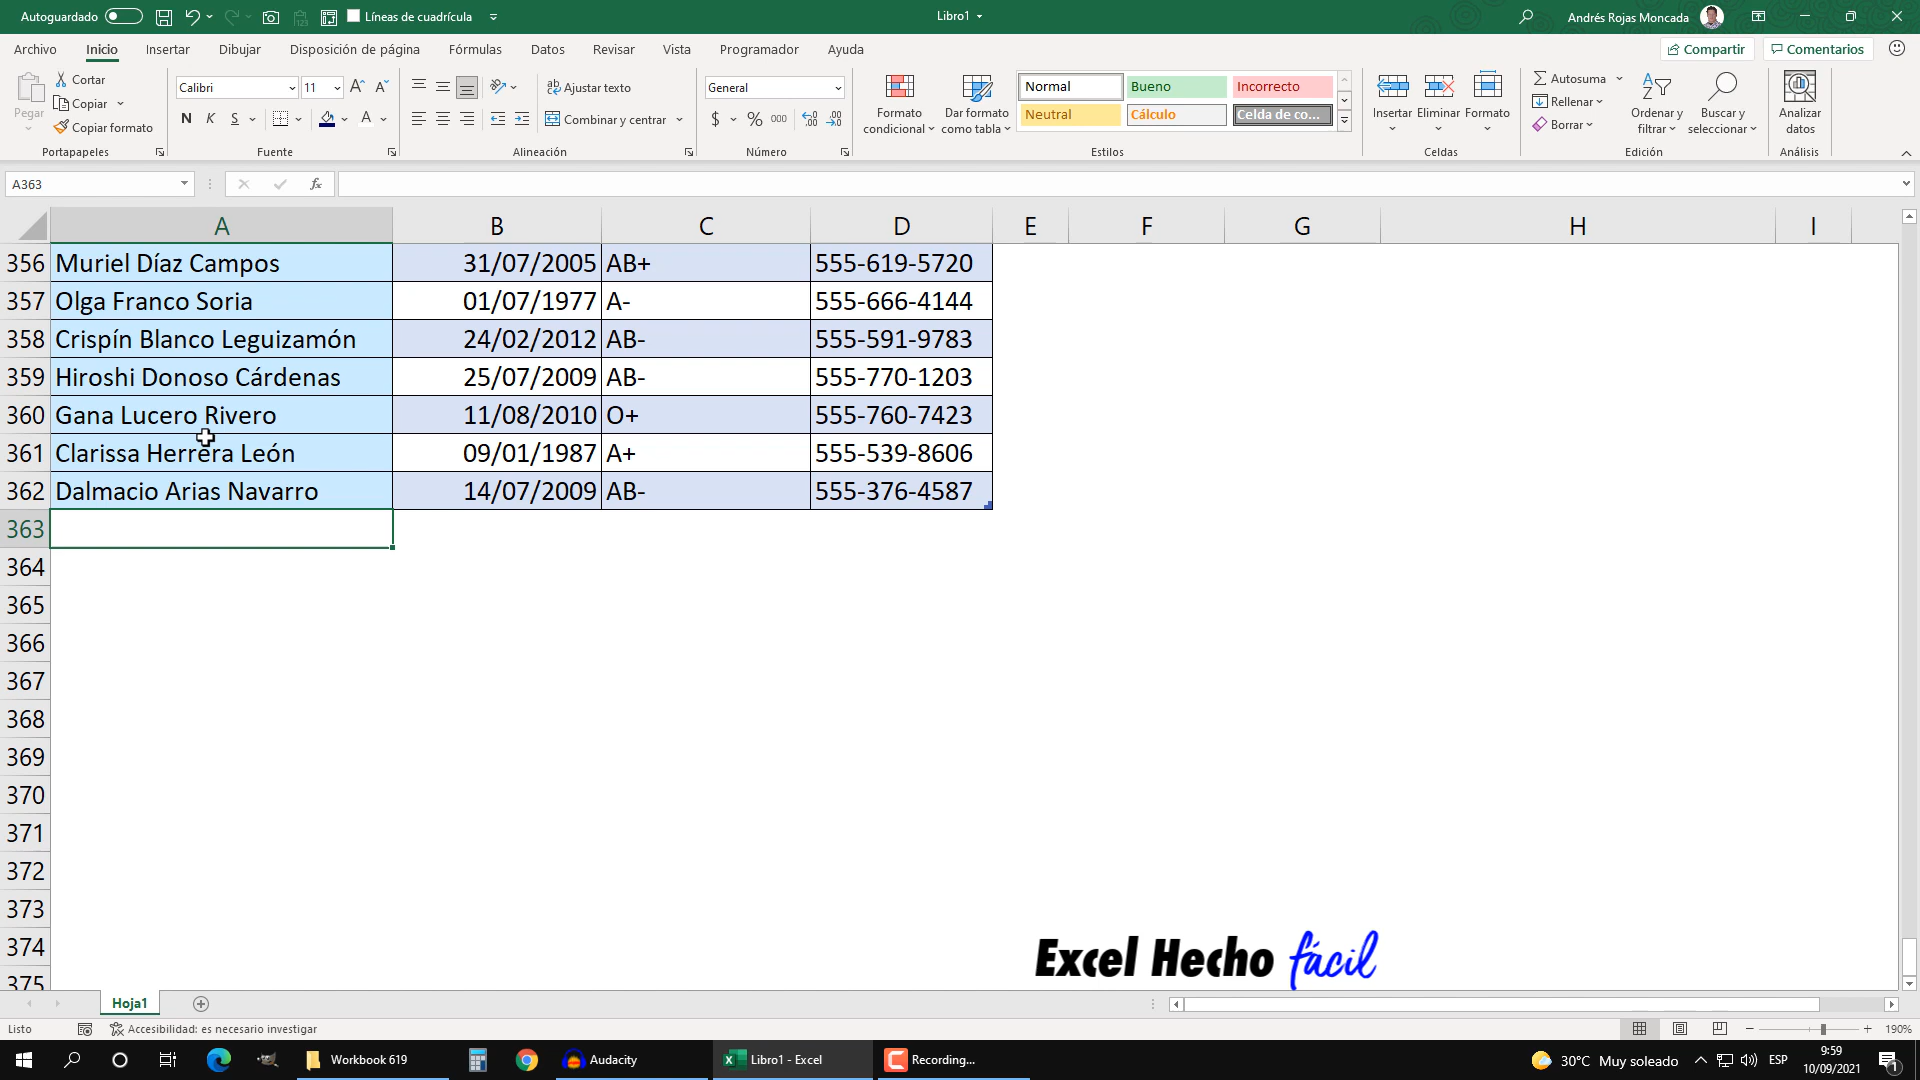 Autoguardado
Líneas de cuadrícula
Libro1
Andrés Rojas Moncada
Archivo Inicio Insertar Dibujar Disposición de página Fórmulas Datos Revisar Vista Programador Ayuda
Compartir Comentarios
Pegar
Cortar
Copiar
Copiar formato
Portapapeles
Calibri 11
N K S
Fuente
Ajustar texto
Combinar y centrar
Alineación
General
$ % 000
Número
Formato condicional
Dar formato como tabla
Normal Bueno Incorrecto
Neutral Cálculo Celda de co...
Estilos
Insertar Eliminar Formato
Celdas
Autosuma
Rellenar
Borrar
Ordenar y filtrar
Buscar y seleccionar
Edición
Analizar datos
Análisis
A363
fx
A B C D E F G H I
356 Muriel Díaz Campos 31/07/2005 AB+ 555-619-5720
357 Olga Franco Soria 01/07/1977 A- 555-666-4144
358 Crispín Blanco Leguizamón 24/02/2012 AB- 555-591-9783
359 Hiroshi Donoso Cárdenas 25/07/2009 AB- 555-770-1203
360 Gana Lucero Rivero 11/08/2010 O+ 555-760-7423
361 Clarissa Herrera León 09/01/1987 A+ 555-539-8606
362 Dalmacio Arias Navarro 14/07/2009 AB- 555-376-4587
363
364
365
366
367
368
369
370
371
372
373
374
375
Excel Hecho fácil
Hoja1
Listo
Accesibilidad: es necesario investigar
190%
Workbook 619
Audacity
Libro1 - Excel
Recording...
30°C Muy soleado
ESP
9:59
10/09/2021
1